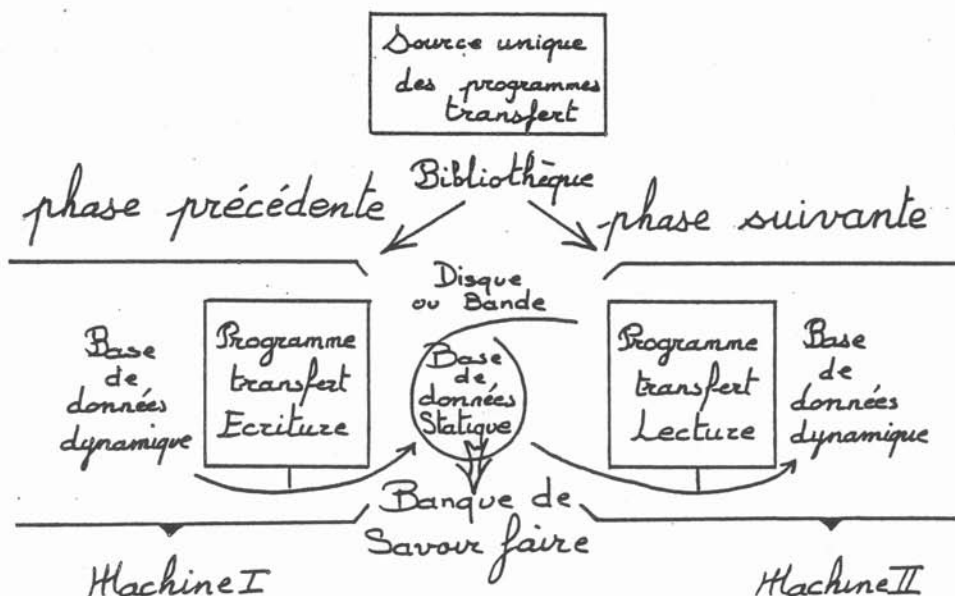 Source unique
des programmes
transfert
Bibliothèque
phase précédente
phase suivante
Disque
ou Bande
Base
de
données
dynamique
Programme
transfert
Ecriture
Base
de
données
Statique
Programme
transfert
Lecture
Base
de
données
dynamique
Banque de
Savoir faire
Machine I
Machine II